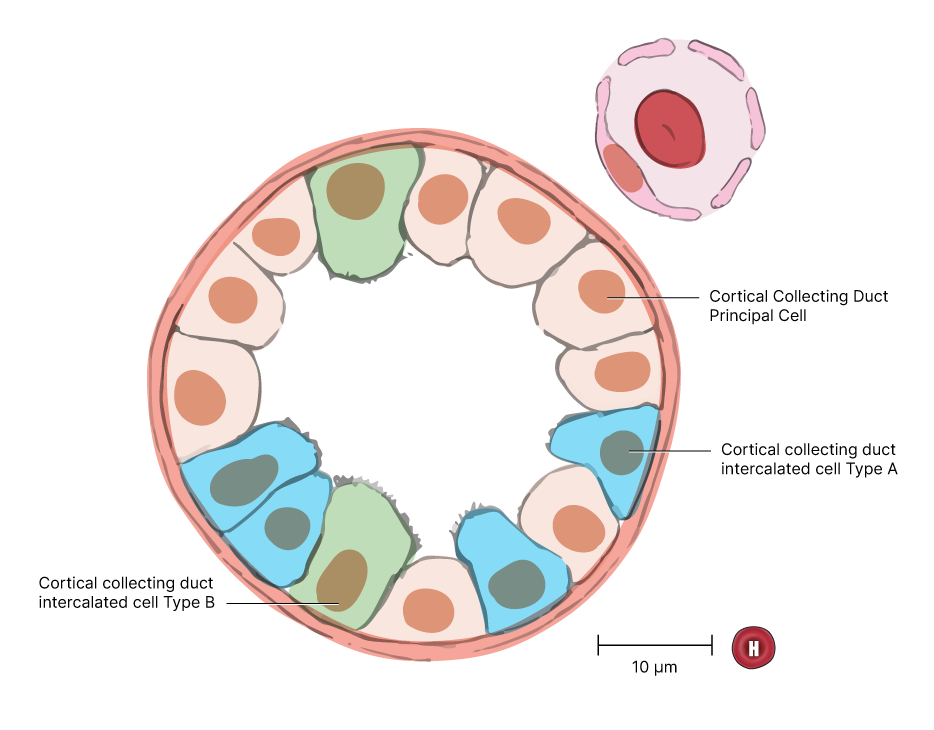 Cortical Collecting Duct
Principal Cell
Cortical collecting duct
intercalated cell Type A
Cortical collecting duct
intercalated cell Type B
10 µm
H